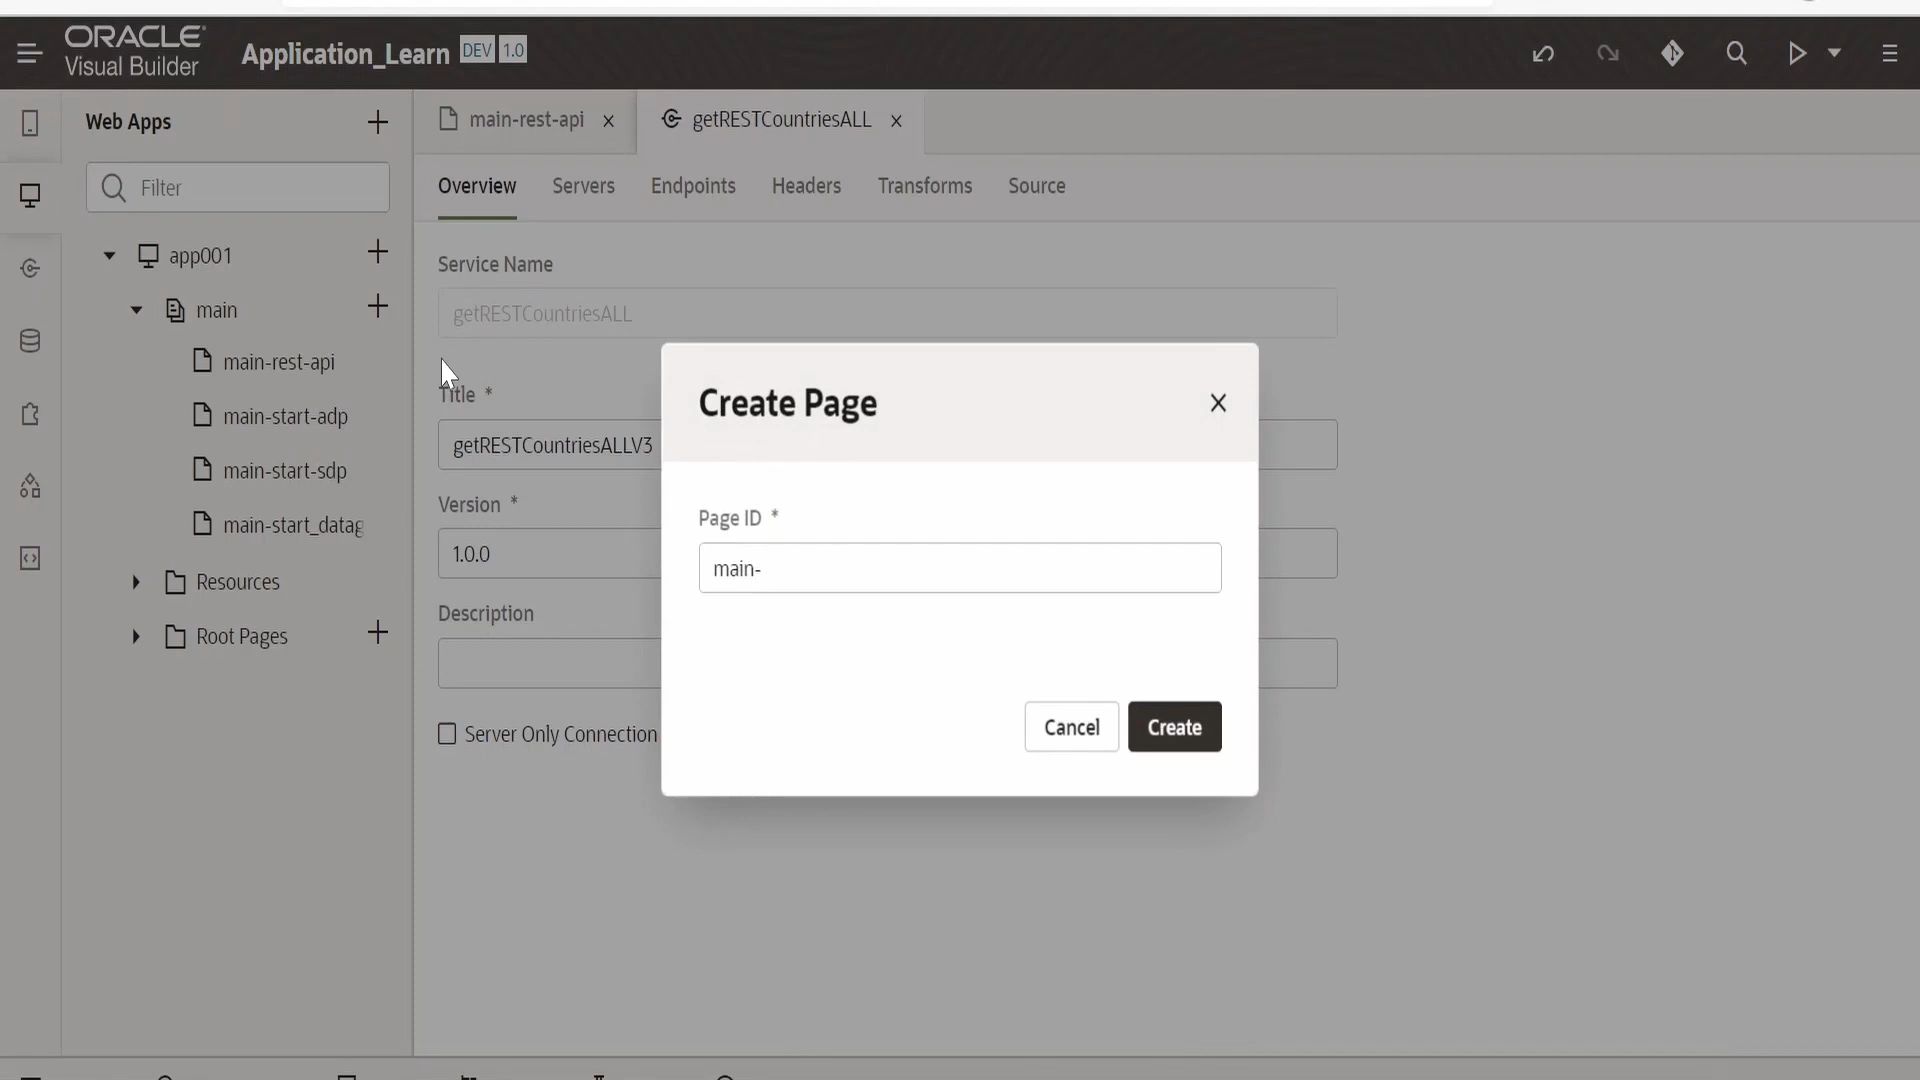 ORACLE
Visual Builder
Application_Learn DEV 1.0
Web Apps
main-rest-api
getRESTCountriesALL
Filter
Overview Servers Endpoints Headers Transforms Source
app001
main
main-rest-api
main-start-adp
main-start-sdp
main-start_datag
Resources
Root Pages
Service Name
getRESTCountriesALL
Title *
getRESTCountriesALLV3
Version *
1.0.0
Description
Server Only Connection
Create Page
Page ID *
main-
Cancel Create